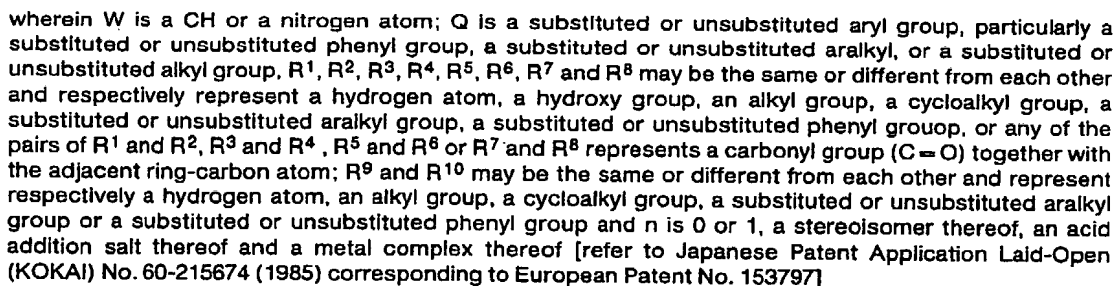 wherein W is a CH or a nitrogen atom; Q is a substituted or unsubstituted aryl group, particularly a
substituted or unsubstituted phenyl group, a substituted or unsubstituted aralkyl, or a substituted or
unsubstituted alkyl group, R¹, R², R³, R⁴, R⁵, R⁶, R⁷ and R⁸ may be the same or different from each other
and respectively represent a hydrogen atom, a hydroxy group, an alkyl group, a cycloalkyl group, a
substituted or unsubstituted aralkyl group, a substituted or unsubstituted phenyl grouop, or any of the
pairs of R¹ and R², R³ and R⁴ , R⁵ and R⁶ or R⁷ and R⁸ represents a carbonyl group (C=O) together with
the adjacent ring-carbon atom; R⁹ and R¹⁰ may be the same or different from each other and represent
respectively a hydrogen atom, an alkyl group, a cycloalkyl group, a substituted or unsubstituted aralkyl
group or a substituted or unsubstituted phenyl group and n is 0 or 1, a stereoisomer thereof, an acid
addition salt thereof and a metal complex thereof [refer to Japanese Patent Application Laid-Open
(KOKAI) No. 60-215674 (1985) corresponding to European Patent No. 153797]